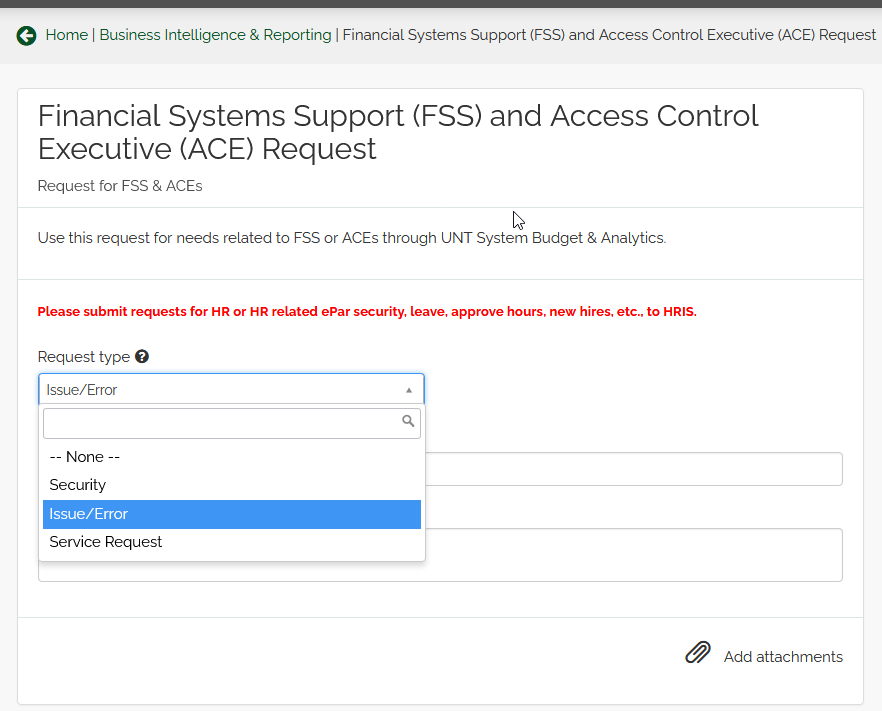 Home | Business Intelligence & Reporting | Financial Systems Support (FSS) and Access Control Executive (ACE) Request
Financial Systems Support (FSS) and Access Control
Executive (ACE) Request
Request for FSS & ACEs
Use this request for needs related to FSS or ACEs through UNT System Budget & Analytics.
Please submit requests for HR or HR related ePar security, leave, approve hours, new hires, etc., to HRIS.
Request type
Issue/Error
-- None --
Security
Issue/Error
Service Request
Add attachments